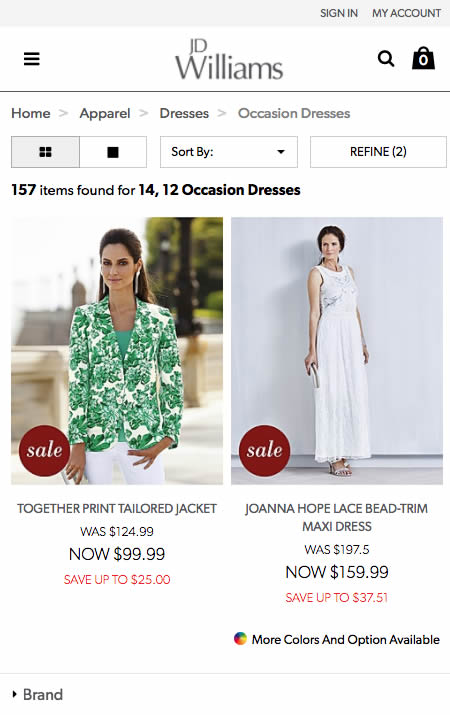 SIGN IN MY ACCOUNT
JD
Williams
0
Home > Apparel > Dresses > Occasion Dresses
Sort By: REFINE (2)
157 items found for 14, 12 Occasion Dresses
sale sale
TOGETHER PRINT TAILORED JACKET
WAS $124.99
NOW $99.99
SAVE UP TO $25.00
JOANNA HOPE LACE BEAD-TRIM
MAXI DRESS
WAS $197.5
NOW $159.99
SAVE UP TO $37.51
More Colors And Option Available
Brand